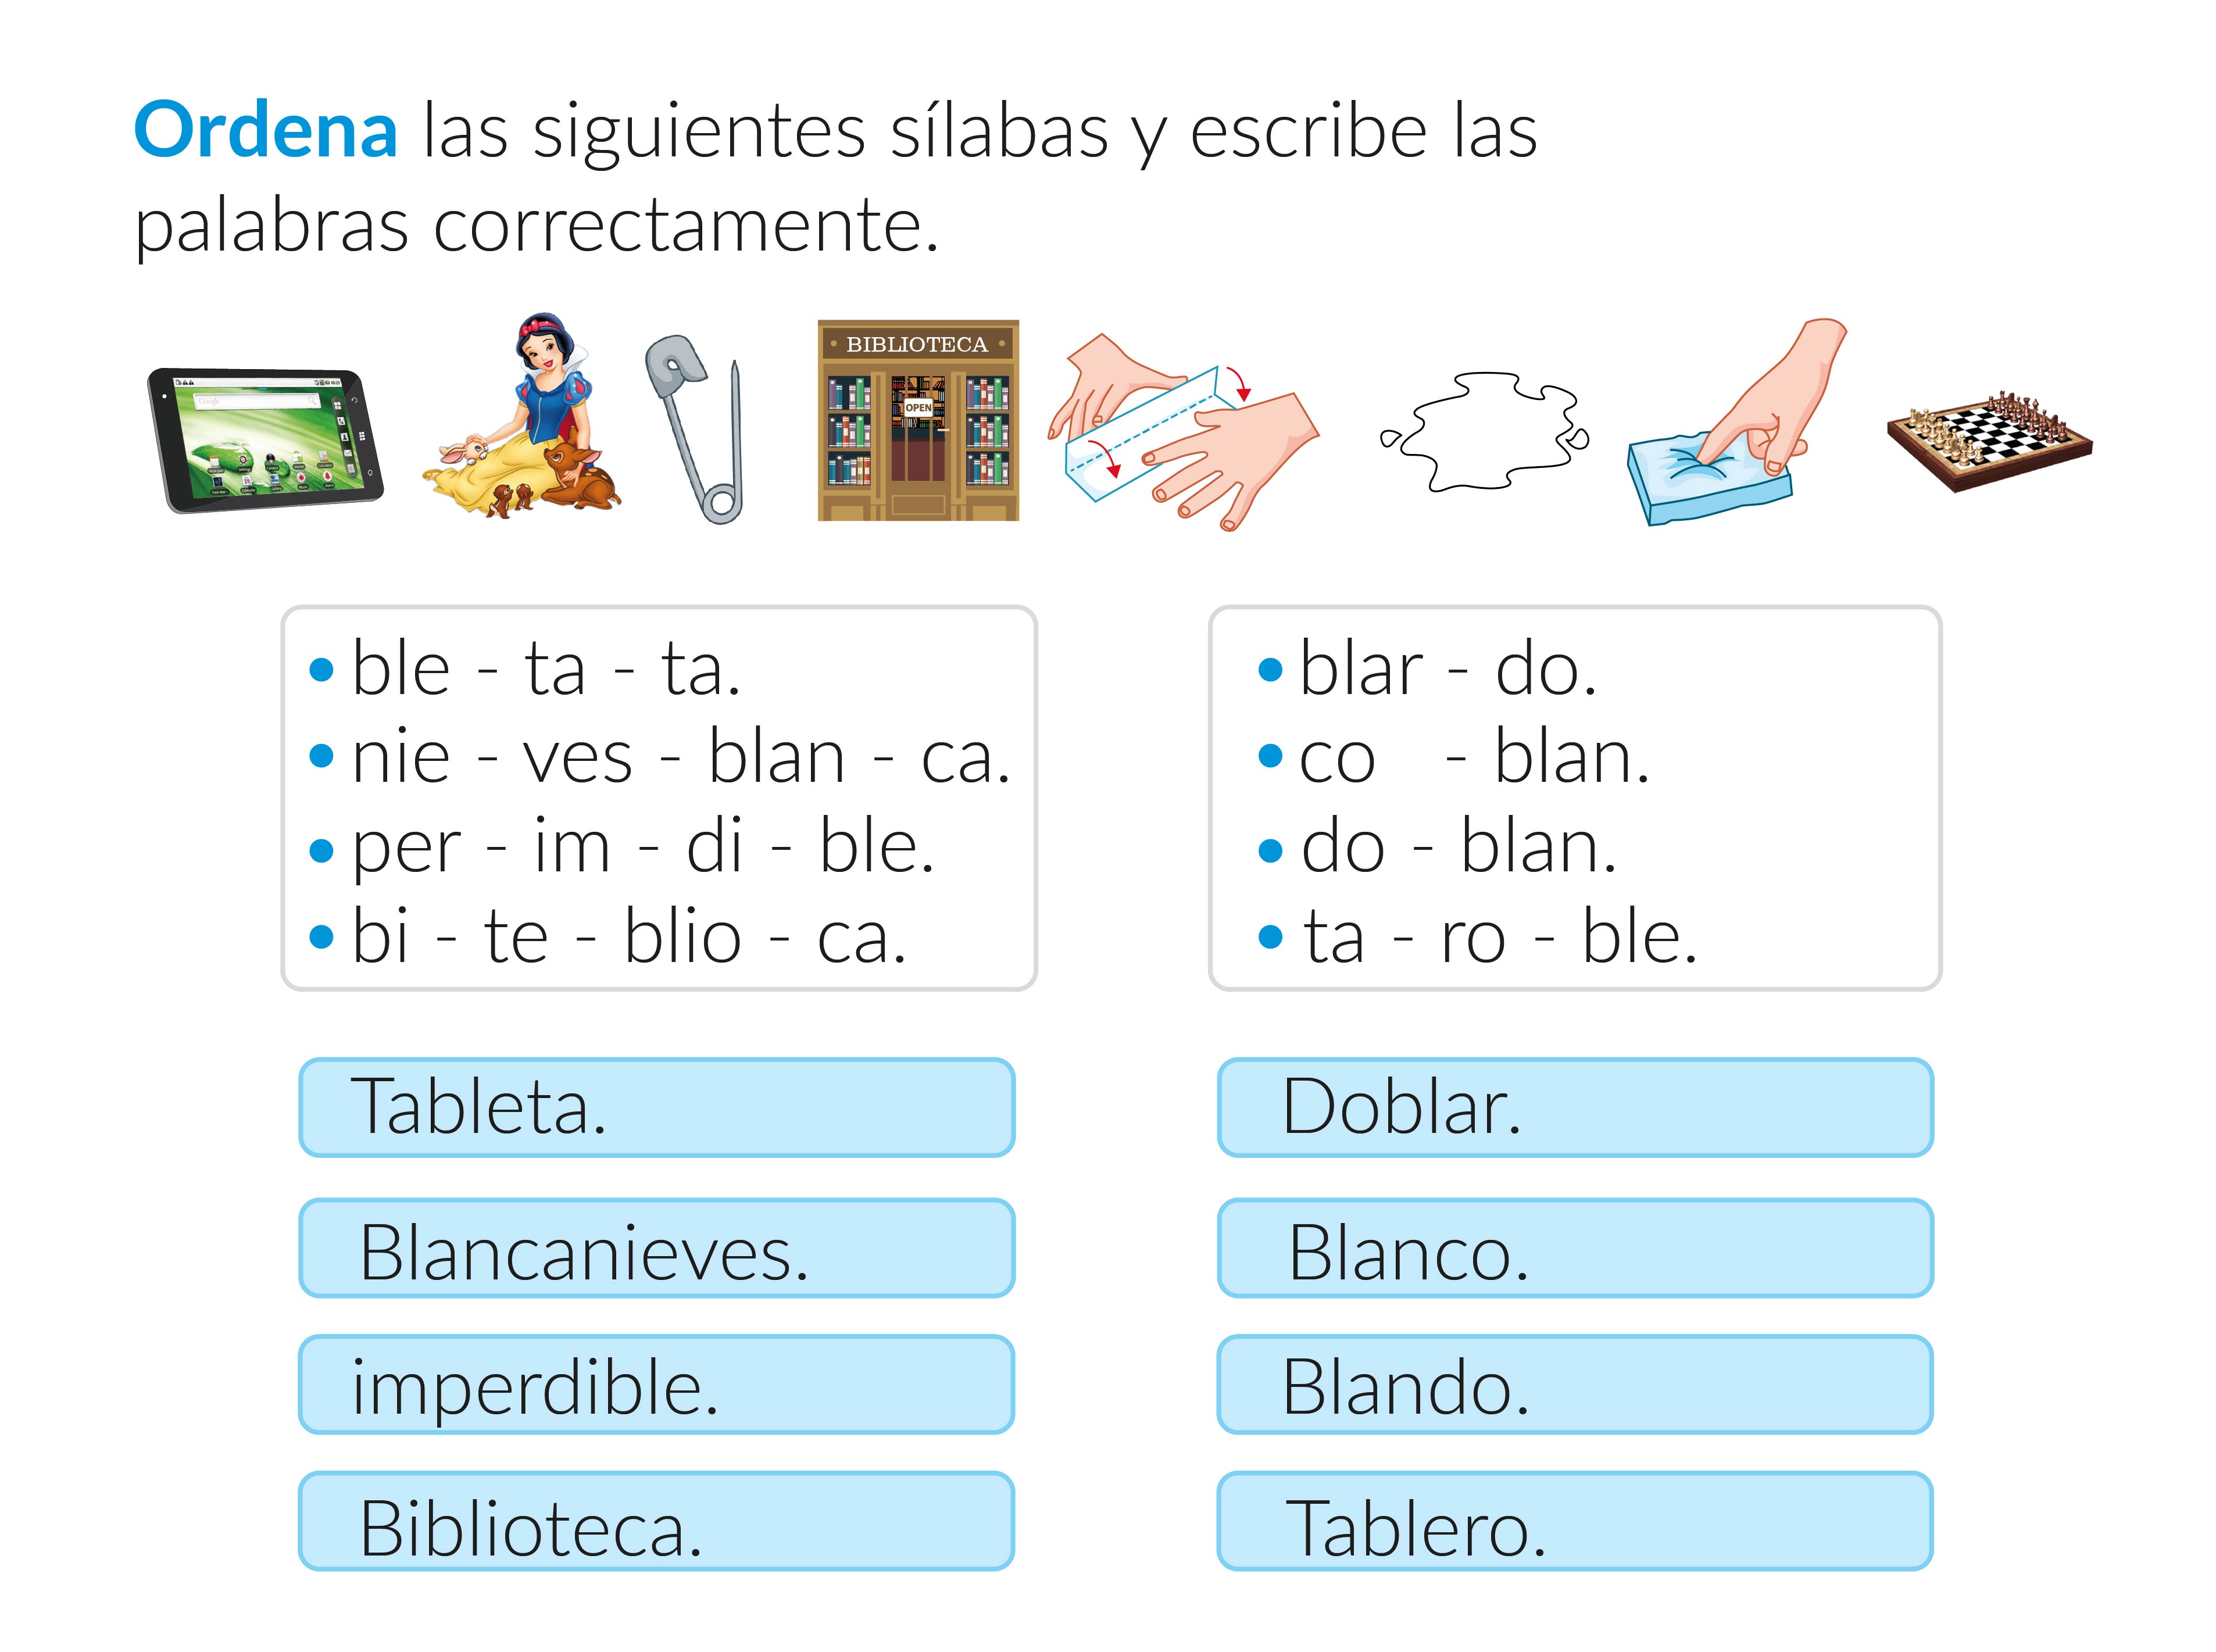 Ordena las siguientes sílabas y escribe las
palabras correctamente.
Google
BIBLIOTECA
OPEN
• ble - ta - ta.
• nie - ves - blan - ca.
• per - im - di - ble.
• bi - te - blio - ca.
• blar - do.
• co - blan.
• do - blan.
• ta - ro - ble.
Tableta.
Blancanieves.
imperdible.
Biblioteca.
Doblar.
Blanco.
Blando.
Tablero.